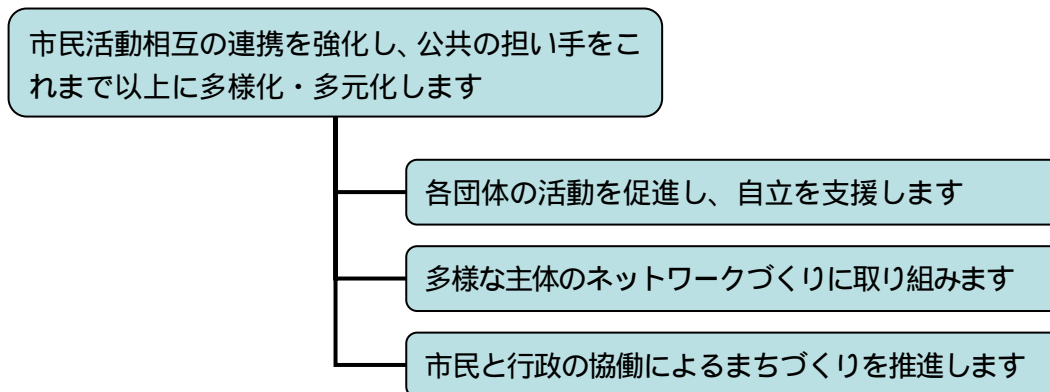 市民活動相互の連携を強化し、公共の担い手をこ
れまで以上に多様化・多元化します
各団体の活動を促進し、自立を支援します
多様な主体のネットワークづくりに取り組みます
市民と行政の協働によるまちづくりを推進します